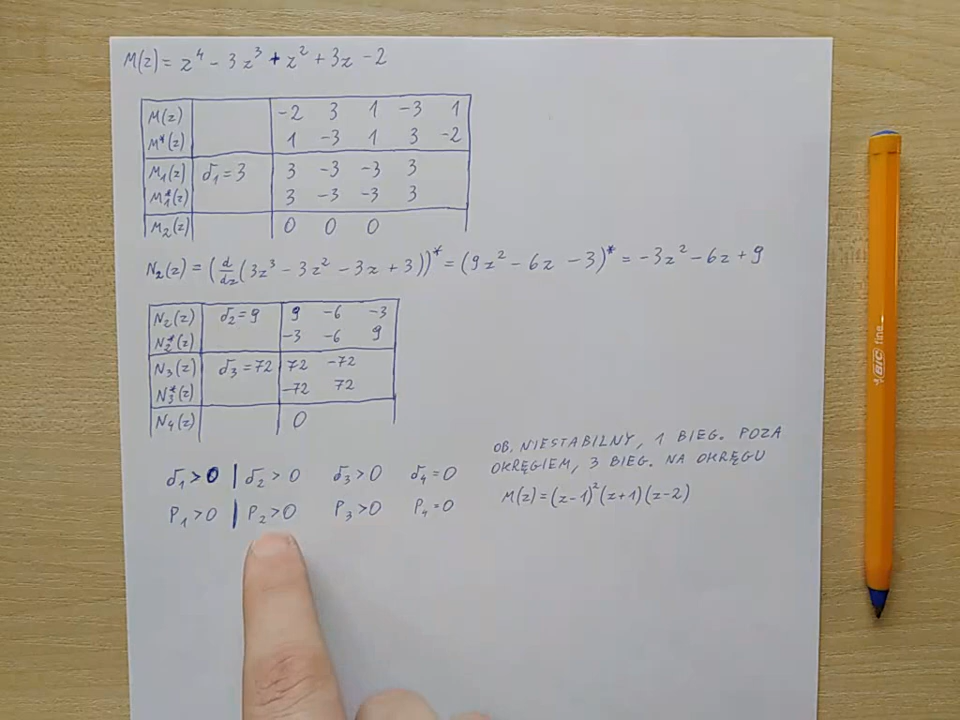 M(z) = z⁴ - 3z³ + z² + 3z - 2
M(z) -2 3 1 -3 1
M*(z) 1 -3 1 3 -2
M₁(z) δ₁=3 3 -3 -3 3
M₁*(z) 3 -3 -3 3
M₂(z) 0 0 0
N₂(z) = (d/dz(3z³ - 3z² - 3z + 3))* = (9z² - 6z - 3)* = -3z² - 6z + 9
N₂(z) δ₂=9 9 -6 -3
N₂*(z) -3 -6 9
N₃(z) δ₃=72 72 -72
N₃*(z) -72 72
N₄(z) 0
δ₁>0 | δ₂>0 δ₃>0 δ₄=0
P₁>0 | P₂>0 P₃>0 P₄=0
OB. NIESTABILNY, 1 BIEG. POZA
OKRĘGIEM, 3 BIEG. NA OKRĘGU
M(z)=(z-1)²(z+1)(z-2)
BIC fine